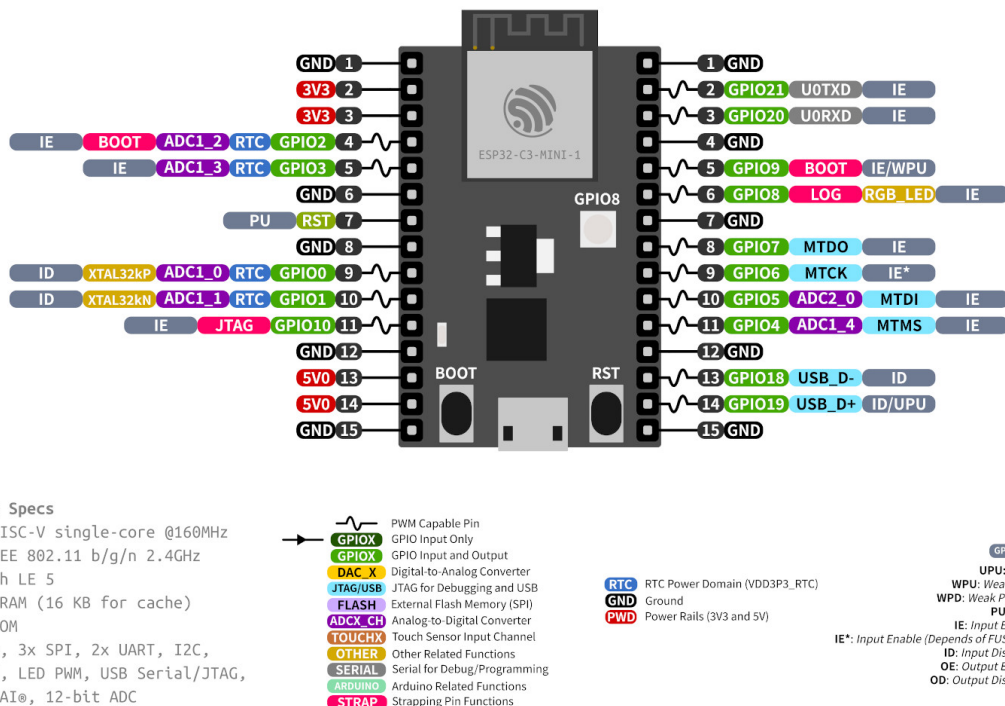 GND 1 1 GND
3V3 2 2 GPIO21 U0TXD IE
3V3 3 3 GPIO20 U0RXD IE
IE BOOT ADC1_2 RTC GPIO2 4 4 GND
ESP32-C3-MINI-1
IE ADC1_3 RTC GPIO3 5 5 GPIO9 BOOT IE/WPU
GND 6 6 GPIO8 LOG RGB_LED IE
GPIO8
PU RST 7 7 GND
GND 8 8 GPIO7 MTDO IE
ID XTAL32kP ADC1_0 RTC GPIO0 9 9 GPIO6 MTCK IE*
ID XTAL32kN ADC1_1 RTC GPIO1 10 10 GPIO5 ADC2_0 MTDI IE
IE JTAG GPIO10 11 11 GPIO4 ADC1_4 MTMS IE
GND 12 12 GND
BOOT RST
5V0 13 13 GPIO18 USB_D- ID
5V0 14 14 GPIO19 USB_D+ ID/UPU
GND 15 15 GND
Specs
ISC-V single-core @160MHz
EE 802.11 b/g/n 2.4GHz
h LE 5
RAM (16 KB for cache)
OM
, 3x SPI, 2x UART, I2C,
, LED PWM, USB Serial/JTAG,
AI®, 12-bit ADC
PWM Capable Pin
GPIOX GPIO Input Only
GPIOX GPIO Input and Output
DAC_X Digital-to-Analog Converter
JTAG/USB JTAG for Debugging and USB
FLASH External Flash Memory (SPI)
ADCX_CH Analog-to-Digital Converter
TOUCHX Touch Sensor Input Channel
OTHER Other Related Functions
SERIAL Serial for Debug/Programming
ARDUINO Arduino Related Functions
STRAP Strapping Pin Functions
RTC RTC Power Domain (VDD3P3_RTC)
GND Ground
PWD Power Rails (3V3 and 5V)
GP
UPU:
WPU: Wea
WPD: Weak P
PU
IE: Input E
IE*: Input Enable (Depends of FUS
ID: Input Dis
OE: Output E
OD: Output Dis